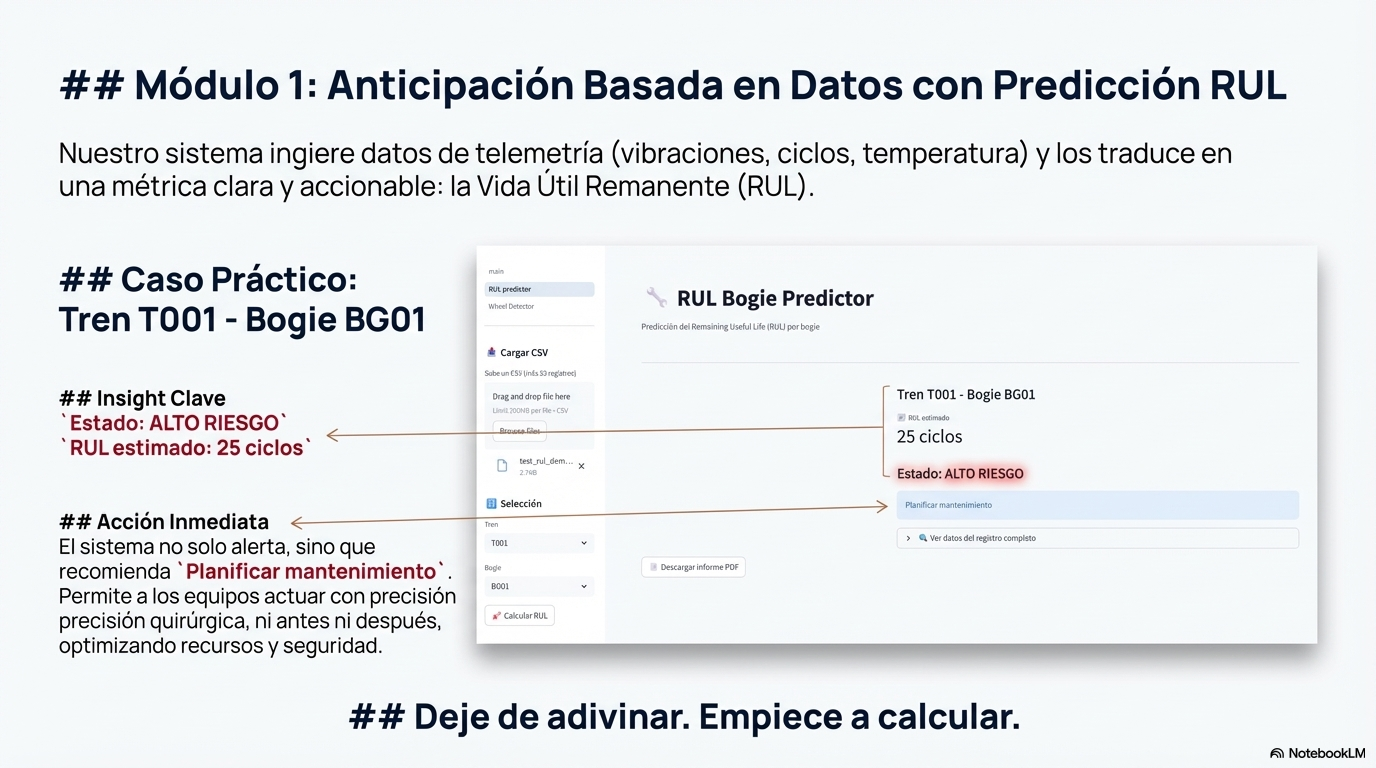 ## Módulo 1: Anticipación Basada en Datos con Predicción RUL
Nuestro sistema ingiere datos de telemetría (vibraciones, ciclos, temperatura) y los traduce en
una métrica clara y accionable: la Vida Útil Remanente (RUL).
## Caso Práctico:
Tren T001 - Bogie BG01
## Insight Clave
`Estado: ALTO RIESGO`
`RUL estimado: 25 ciclos`
## Acción Inmediata
El sistema no solo alerta, sino que
recomienda `Planificar mantenimiento`.
Permite a los equipos actuar con precisión
precisión quirúrgica, ni antes ni después,
optimizando recursos y seguridad.
main
RUL predistor
Wheel Detector
Cargar CSV
Drag and drop file here
200MB per file • CSV
Browse files
test_rul_dem...
Selección
Tren
T001
Bogie
B001
Calcular RUL
RUL Bogie Predictor
Predicción del Remaining Useful Life (RUL) por bogie
Tren T001 - Bogie BG01
RUL estimado
25 ciclos
Estado: ALTO RIESGO
Planificar mantenimiento
Ver datos del registro complsto
Descargar informe PDF
## Deje de adivinar. Empiece a calcular.
NotebookLM